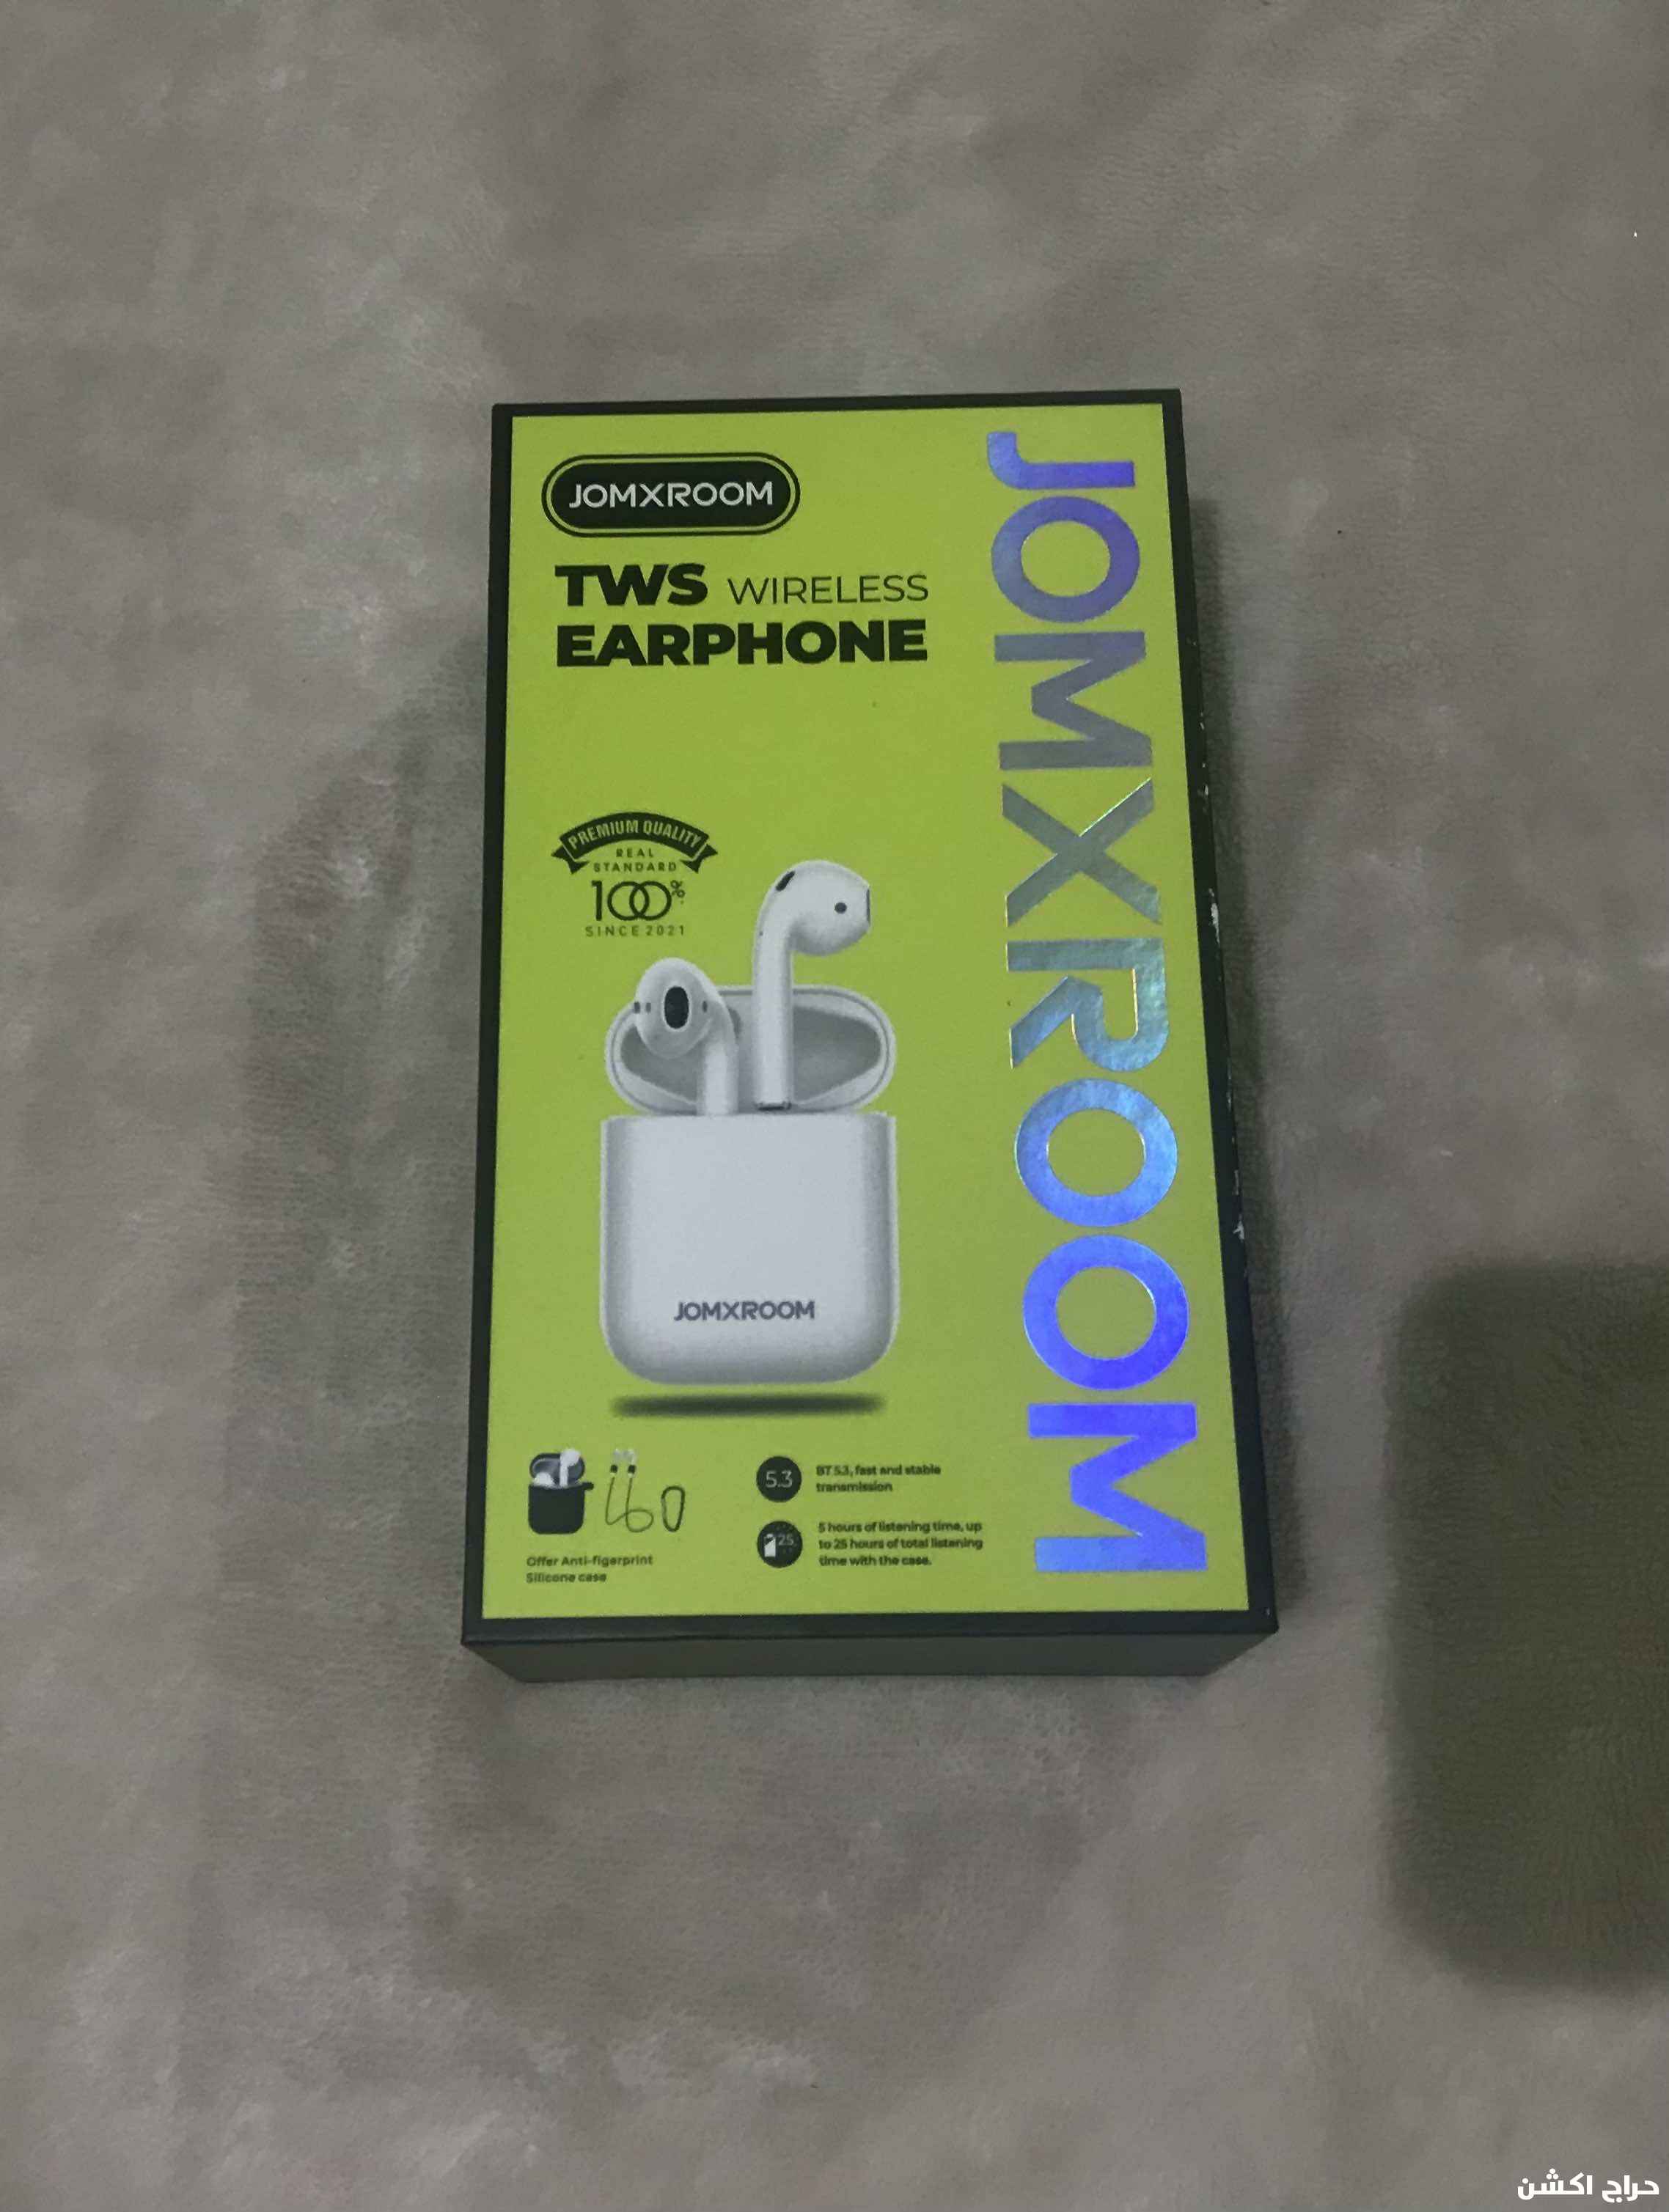 JOMXROOM
TWS WIRELESS
EARPHONE
JOMXROOM
PREMIUM QUALITY
REAL
STANDARD
100%
SINCE 2021
JOMXROOM
5.3
BT 5.3, fast and stable
transmission
25
5 hours of listening time, up
to 25 hours of total listening
time with the case.
Offer Anti-figerprint
Silicone case
حراج اكشن